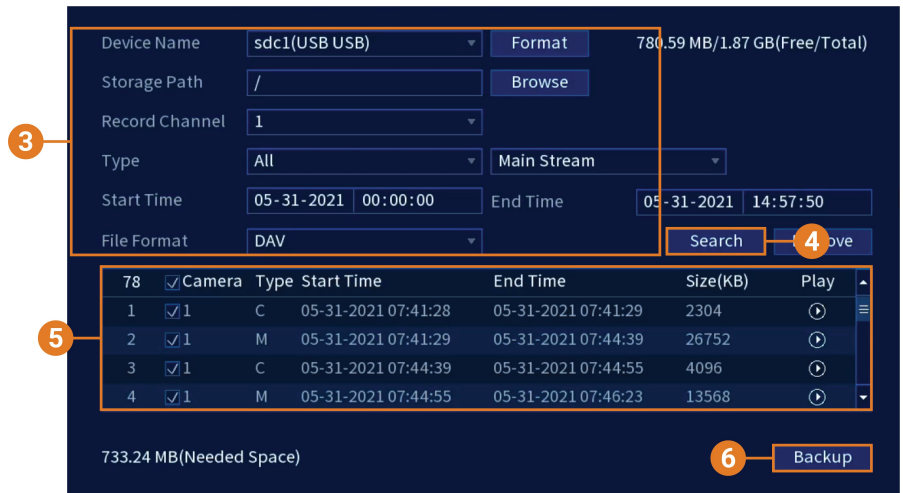 Device Name sdc1(USB USB) Format 780.59 MB/1.87 GB(Free/Total)
Storage Path / Browse
Record Channel 1
3
Type All Main Stream
Start Time 05-31-2021 00:00:00 End Time 05-31-2021 14:57:50
File Format DAV Search 4 ove
78 Camera Type Start Time End Time Size(KB) Play
1 1 C 05-31-2021 07:41:28 05-31-2021 07:41:29 2304
5 2 1 M 05-31-2021 07:41:29 05-31-2021 07:44:39 26752
3 1 C 05-31-2021 07:44:39 05-31-2021 07:44:55 4096
4 1 M 05-31-2021 07:44:55 05-31-2021 07:46:23 13568
733.24 MB(Needed Space) 6 Backup